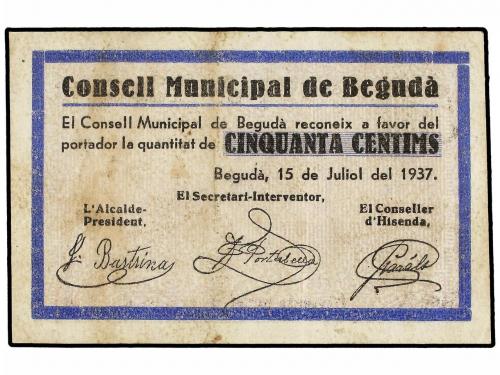 Consell Municipal de Begudà
El Consell Municipal de Begudà reconeix a favor del
portador la quantitat de CINQUANTA CENTIMS
Begudà, 15 de Juliol del 1937.
El Secretari-Interventor,
L'Alcalde-
President,
El Conseller
d'Hisenda,
Bartrina